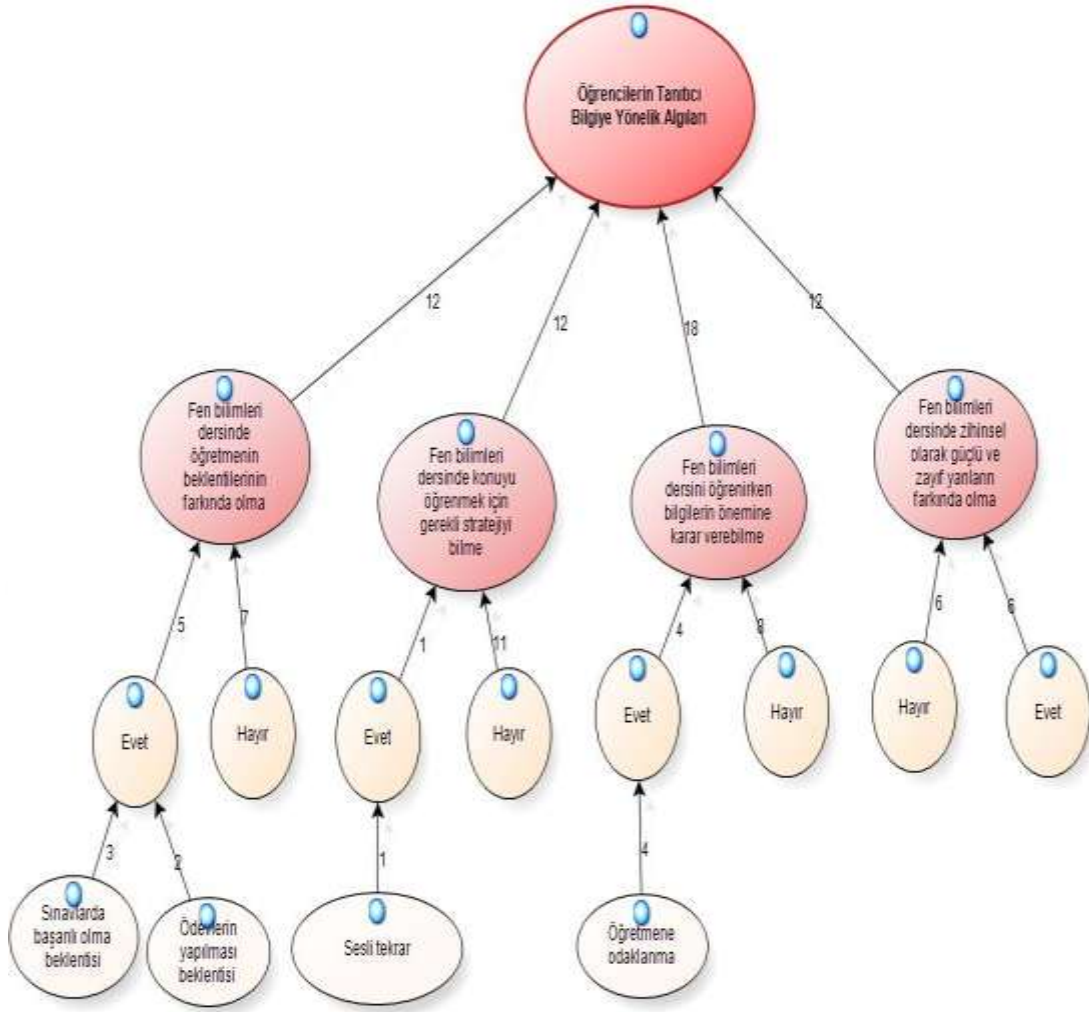 Öğrencilerin Tanıtıcı
Bilgiye Yönelik Algıları
12
12
18
12
Fen bilimleri
dersinde
öğretmenin
beklentilerinin
farkında olma
Fen bilimleri
dersinde konuyu
öğrenmek için
gerekli stratejiyi
bilme
Fen bilimleri
dersini öğrenirken
bilgilerin önemine
karar verebilme
Fen bilimleri
dersinde zihinsel
olarak güçlü ve
zayıf yanların
farkında olma
5
7
1
11
4
8
6
6
Evet
Hayır
Evet
Hayır
Evet
Hayır
Hayır
Evet
3
2
1
4
Sınavlarda
başarılı olma
beklentisi
Ödevlerin
yapılması
beklentisi
Sesli tekrar
Öğretmene
odaklanma